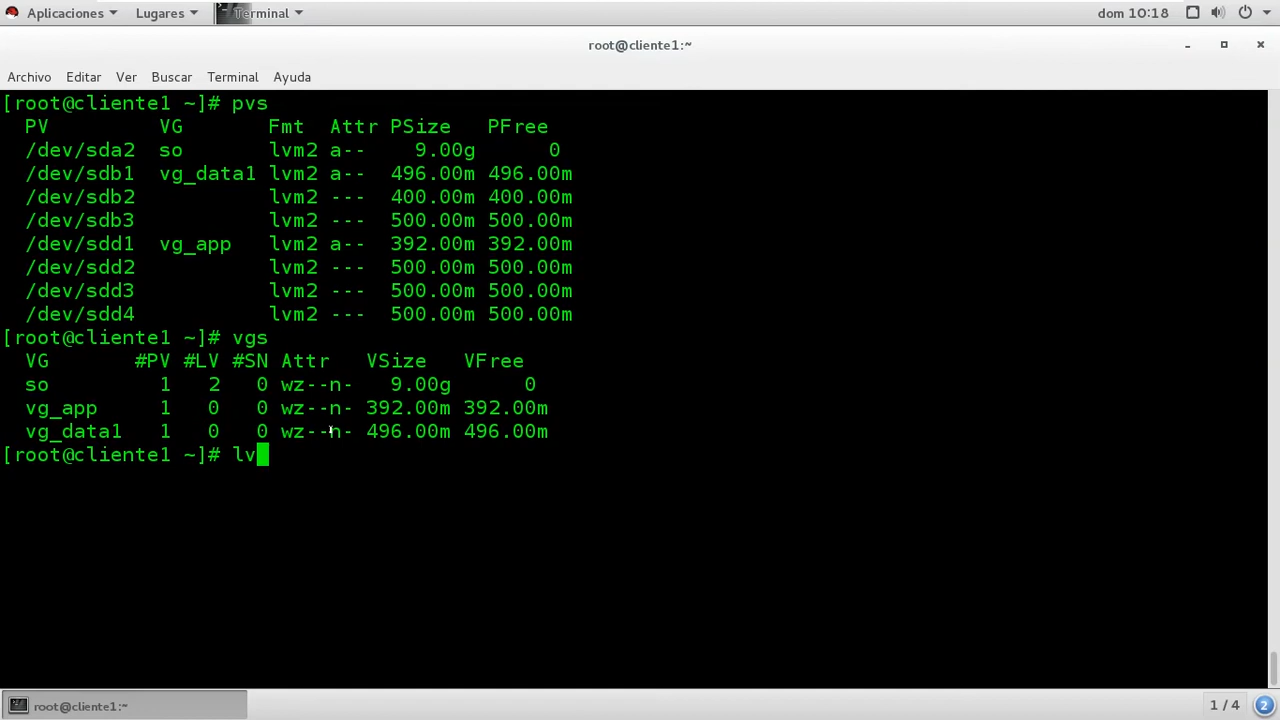 Aplicaciones Lugares Terminal dom 10:18
root@cliente1:~
Archivo Editar Ver Buscar Terminal Ayuda
[root@cliente1 ~]# pvs
PV VG Fmt Attr PSize PFree
/dev/sda2 so lvm2 a-- 9.00g 0
/dev/sdb1 vg_data1 lvm2 a-- 496.00m 496.00m
/dev/sdb2 lvm2 --- 400.00m 400.00m
/dev/sdb3 lvm2 --- 500.00m 500.00m
/dev/sdd1 vg_app lvm2 a-- 392.00m 392.00m
/dev/sdd2 lvm2 --- 500.00m 500.00m
/dev/sdd3 lvm2 --- 500.00m 500.00m
/dev/sdd4 lvm2 --- 500.00m 500.00m
[root@cliente1 ~]# vgs
VG #PV #LV #SN Attr VSize VFree
so 1 2 0 wz--n- 9.00g 0
vg_app 1 0 0 wz--n- 392.00m 392.00m
vg_data1 1 0 0 wz--n- 496.00m 496.00m
[root@cliente1 ~]# lv
root@cliente1:~ 1 / 4 2